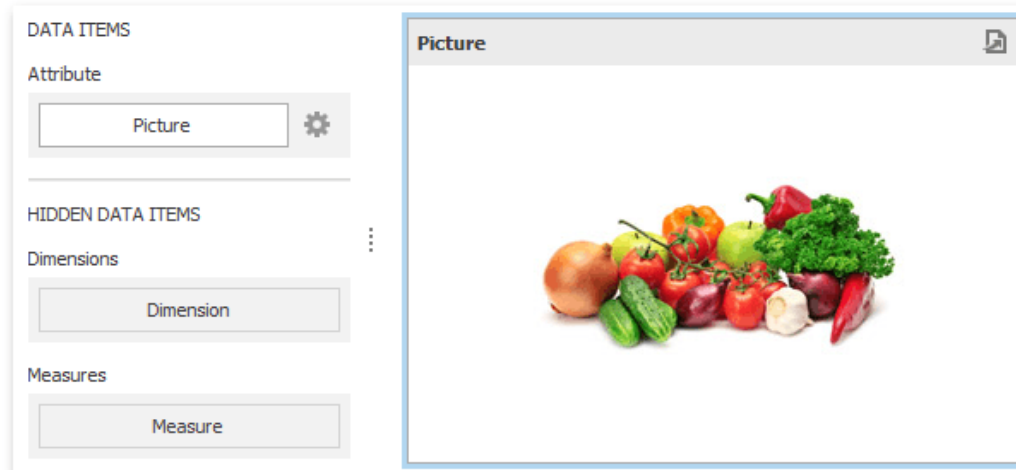 DATA ITEMS
Attribute
Picture
HIDDEN DATA ITEMS
Dimensions
Dimension
Measures
Measure
Picture